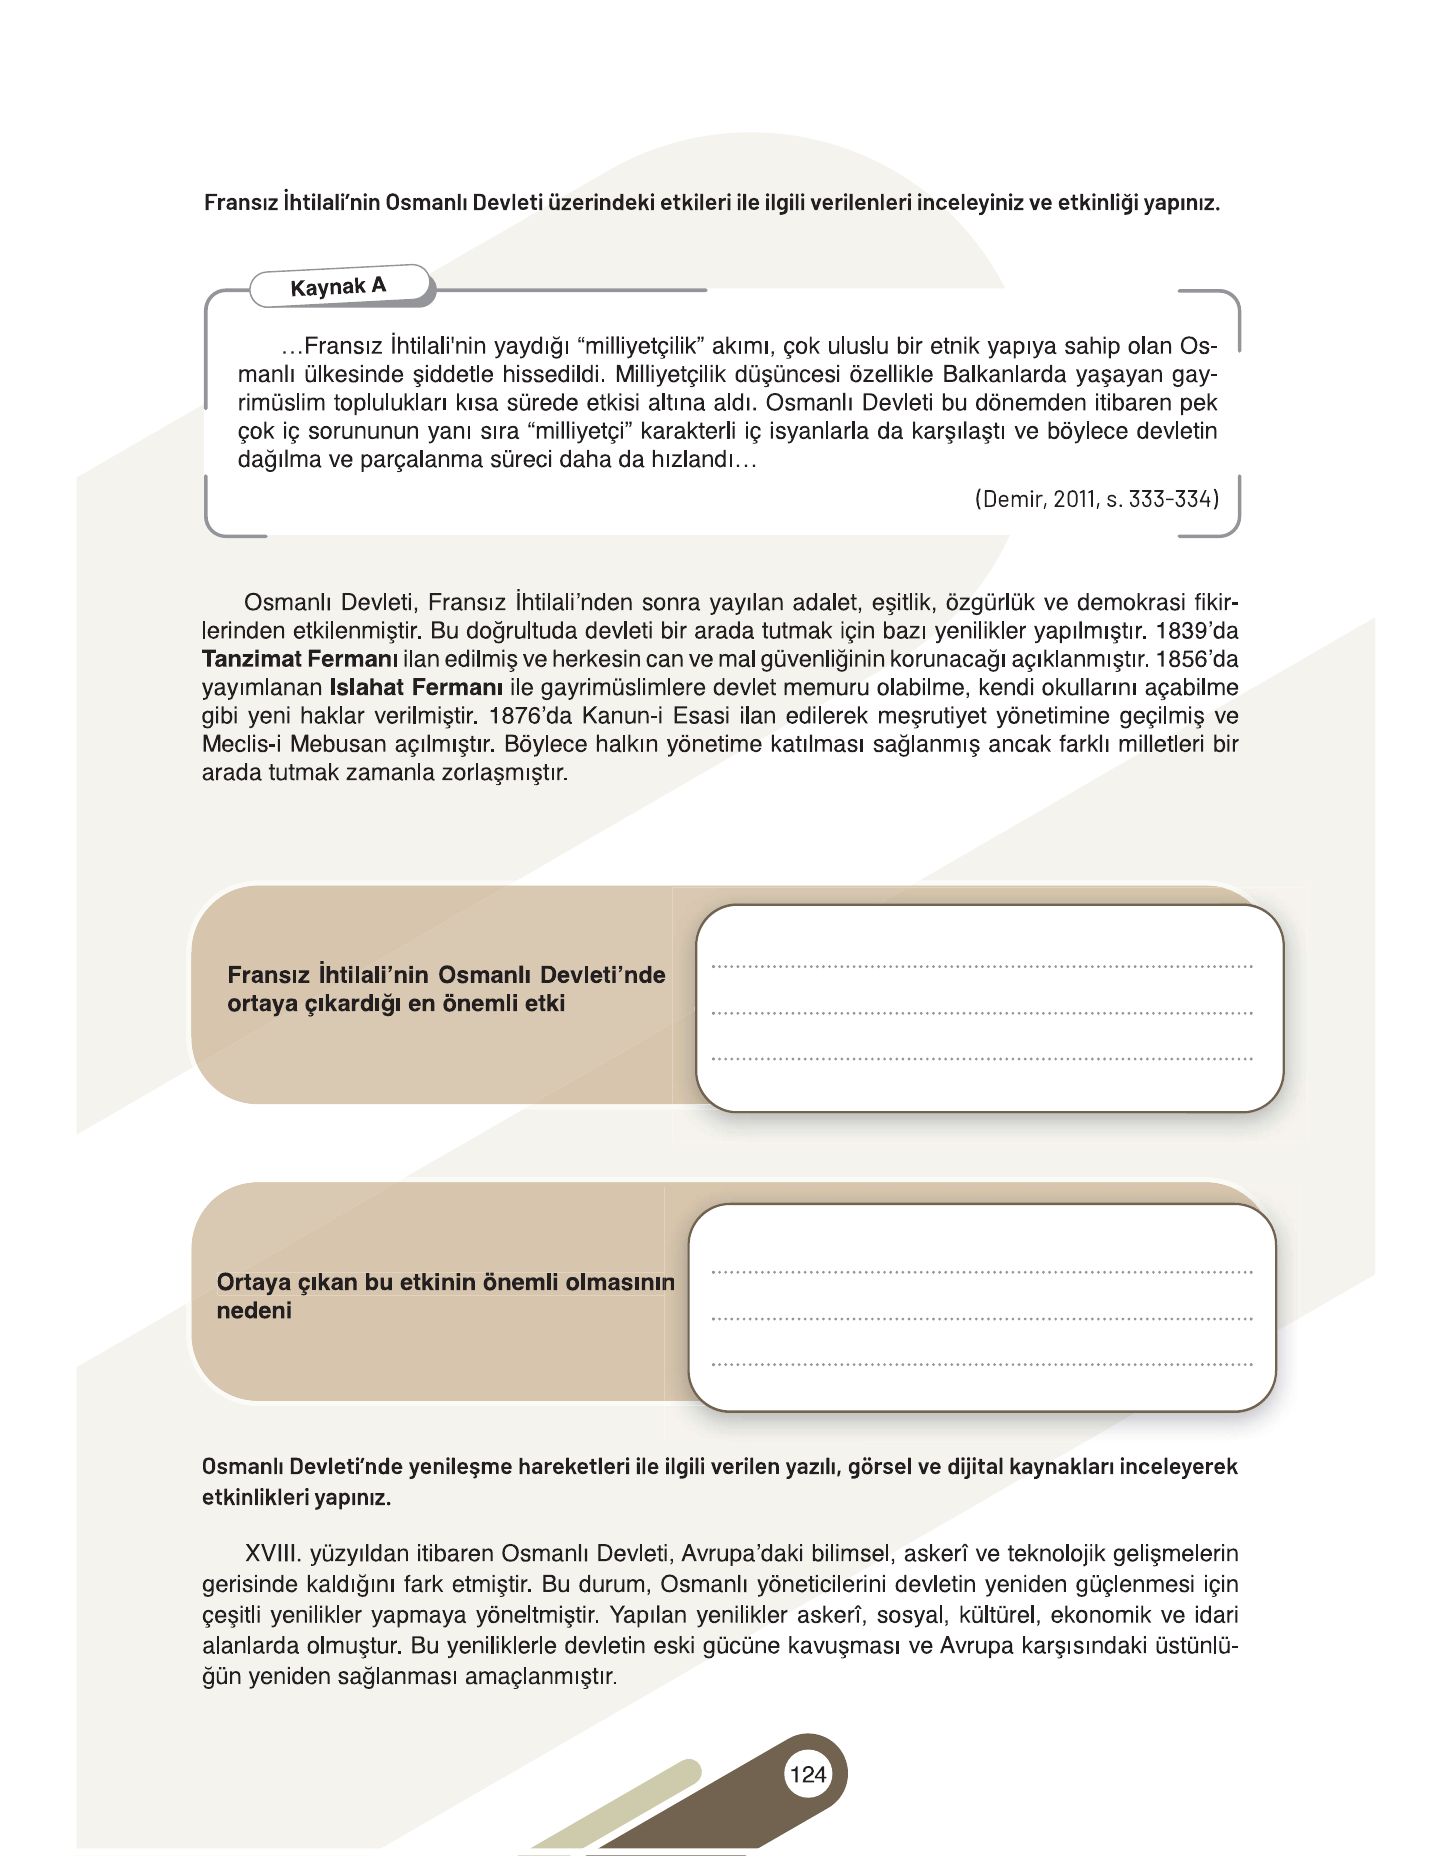 Fransız İhtilali’nin Osmanlı Devleti üzerindeki etkileri ile ilgili verilenleri inceleyiniz ve etkinliği yapınız.
Kaynak A
…Fransız İhtilali'nin yaydığı “milliyetçilik” akımı, çok uluslu bir etnik yapıya sahip olan Os-
manlı ülkesinde şiddetle hissedildi. Milliyetçilik düşüncesi özellikle Balkanlarda yaşayan gay-
rimüslim toplulukları kısa sürede etkisi altına aldı. Osmanlı Devleti bu dönemden itibaren pek
çok iç sorununun yanı sıra “milliyetçi” karakterli iç isyanlarla da karşılaştı ve böylece devletin
dağılma ve parçalanma süreci daha da hızlandı…
(Demir, 2011, s. 333-334)
Osmanlı Devleti, Fransız İhtilali’nden sonra yayılan adalet, eşitlik, özgürlük ve demokrasi fikir-
lerinden etkilenmiştir. Bu doğrultuda devleti bir arada tutmak için bazı yenilikler yapılmıştır. 1839’da
Tanzimat Fermanı ilan edilmiş ve herkesin can ve mal güvenliğinin korunacağı açıklanmıştır. 1856’da
yayımlanan Islahat Fermanı ile gayrimüslimlere devlet memuru olabilme, kendi okullarını açabilme
gibi yeni haklar verilmiştir. 1876’da Kanun-i Esasi ilan edilerek meşrutiyet yönetimine geçilmiş ve
Meclis-i Mebusan açılmıştır. Böylece halkın yönetime katılması sağlanmış ancak farklı milletleri bir
arada tutmak zamanla zorlaşmıştır.
Fransız İhtilali’nin Osmanlı Devleti’nde
ortaya çıkardığı en önemli etki
Ortaya çıkan bu etkinin önemli olmasının
nedeni
Osmanlı Devleti’nde yenileşme hareketleri ile ilgili verilen yazılı, görsel ve dijital kaynakları inceleyerek
etkinlikleri yapınız.
XVIII. yüzyıldan itibaren Osmanlı Devleti, Avrupa’daki bilimsel, askerî ve teknolojik gelişmelerin
gerisinde kaldığını fark etmiştir. Bu durum, Osmanlı yöneticilerini devletin yeniden güçlenmesi için
çeşitli yenilikler yapmaya yöneltmiştir. Yapılan yenilikler askerî, sosyal, kültürel, ekonomik ve idari
alanlarda olmuştur. Bu yeniliklerle devletin eski gücüne kavuşması ve Avrupa karşısındaki üstünlü-
ğün yeniden sağlanması amaçlanmıştır.
124